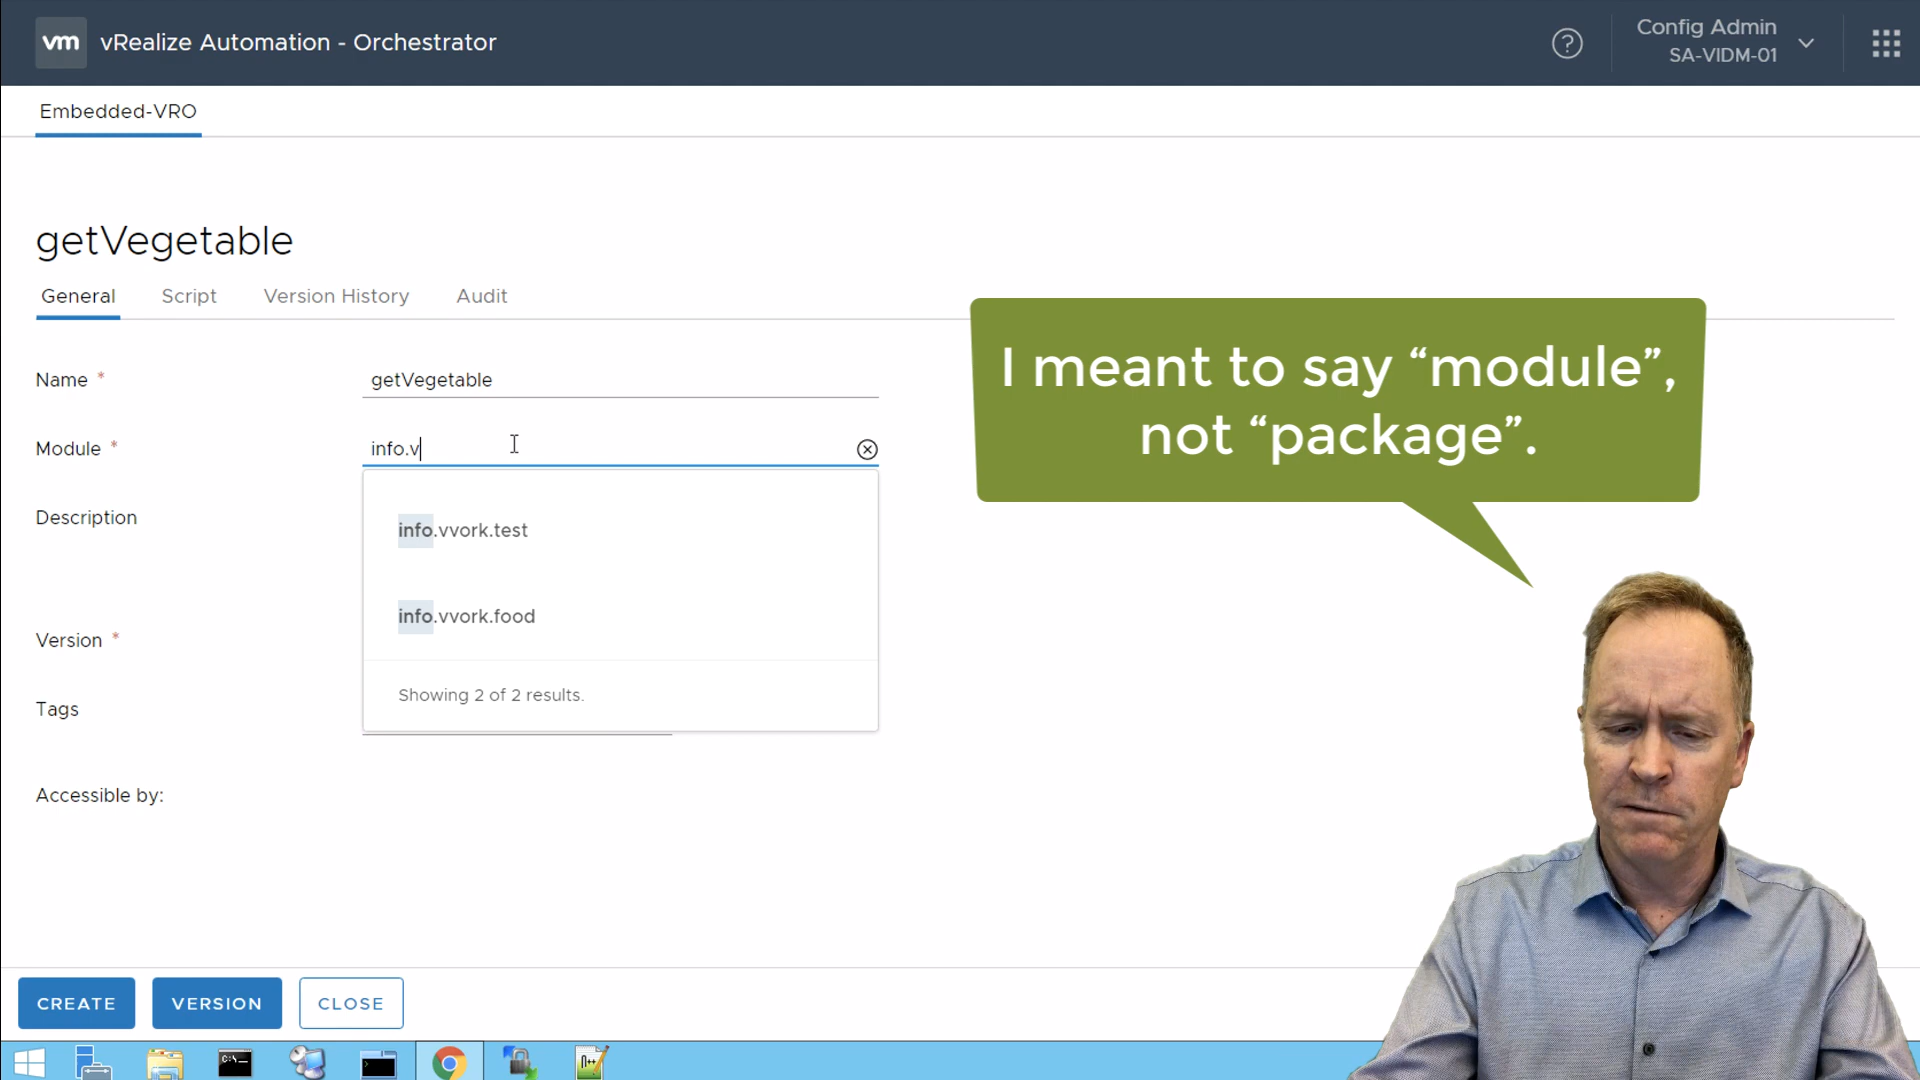 vm vRealize Automation - Orchestrator
Config Admin
SA-VIDM-01
Embedded-VRO
getVegetable
General Script Version History Audit
Name * getVegetable
Module * info.v
Description
info.vvork.test
info.vvork.food
Showing 2 of 2 results.
Version *
Tags
Accessible by:
I meant to say “module”,
not “package”.
CREATE VERSION CLOSE